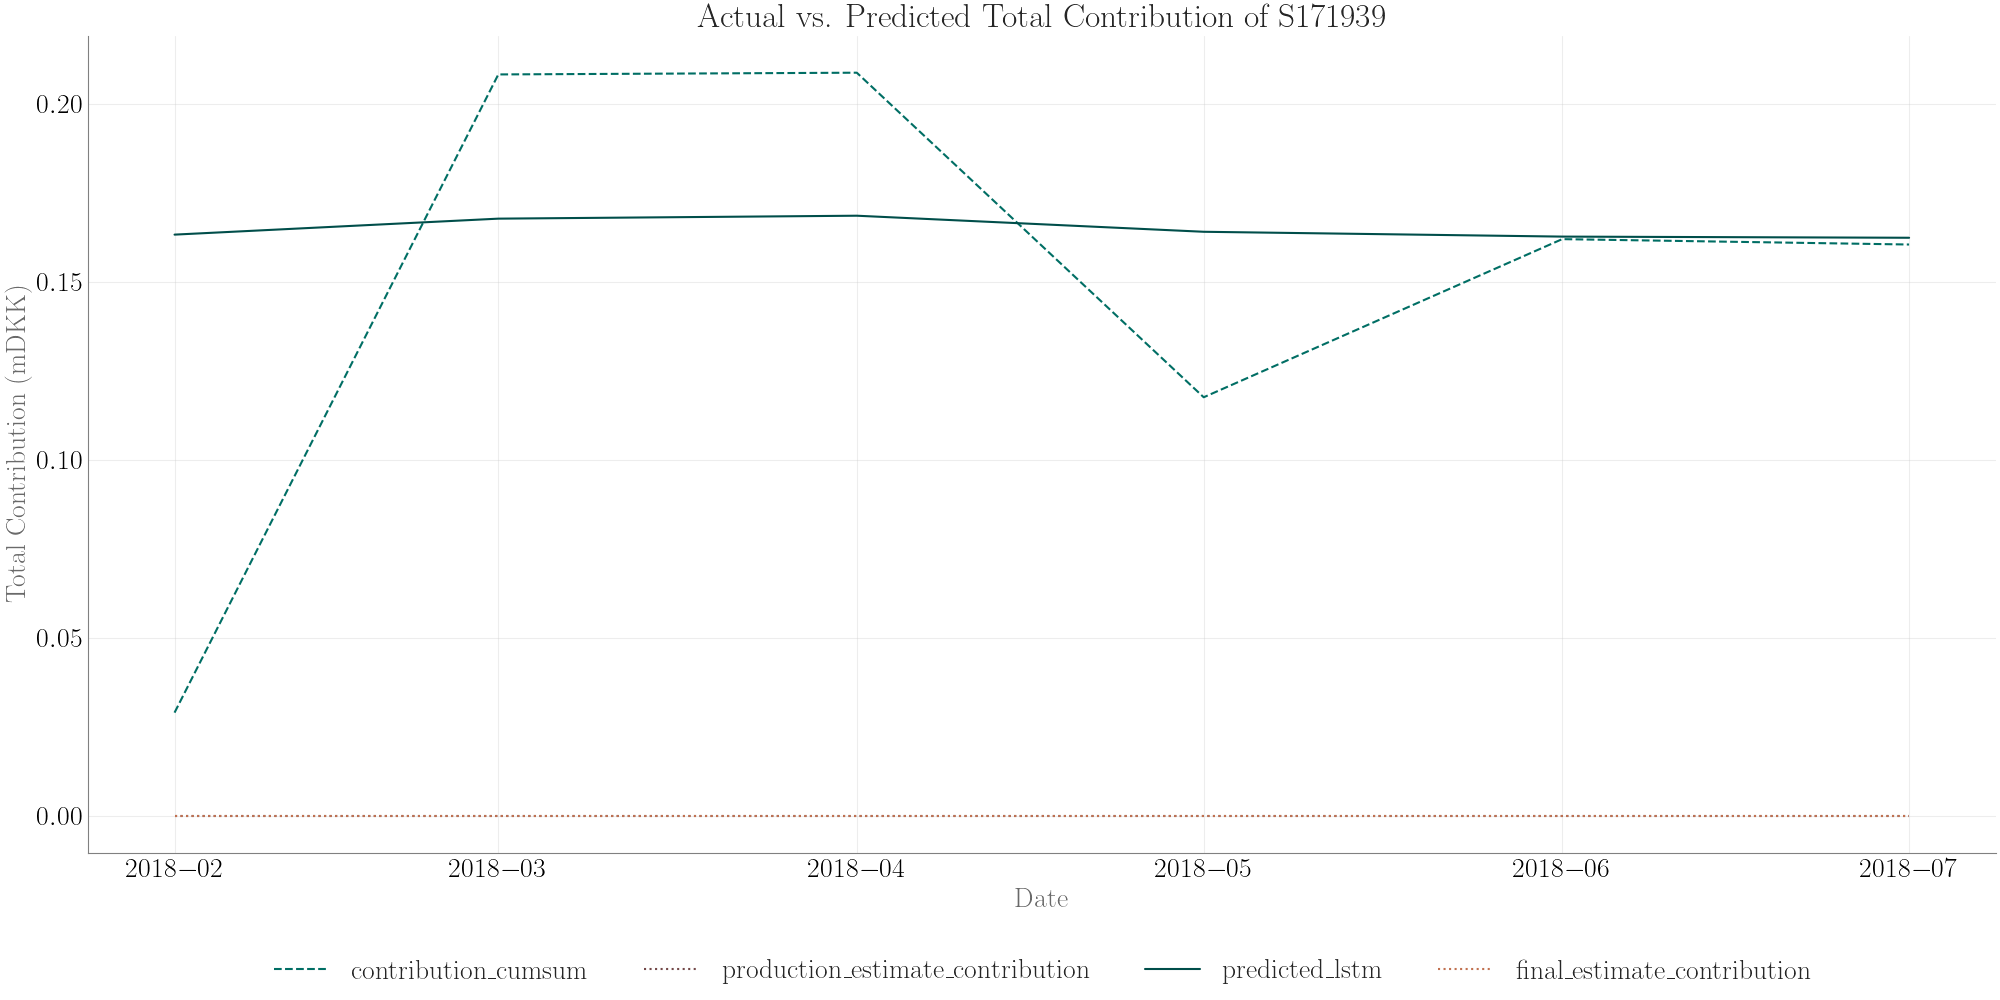 Actual vs. Predicted Total Contribution of S171939
Total Contribution (mDKK)
0.20
0.15
0.10
0.05
0.00
2018–02 2018–03 2018–04 2018–05 2018–06 2018–07
Date
contribution_cumsum production_estimate_contribution predicted_lstm final_estimate_contribution